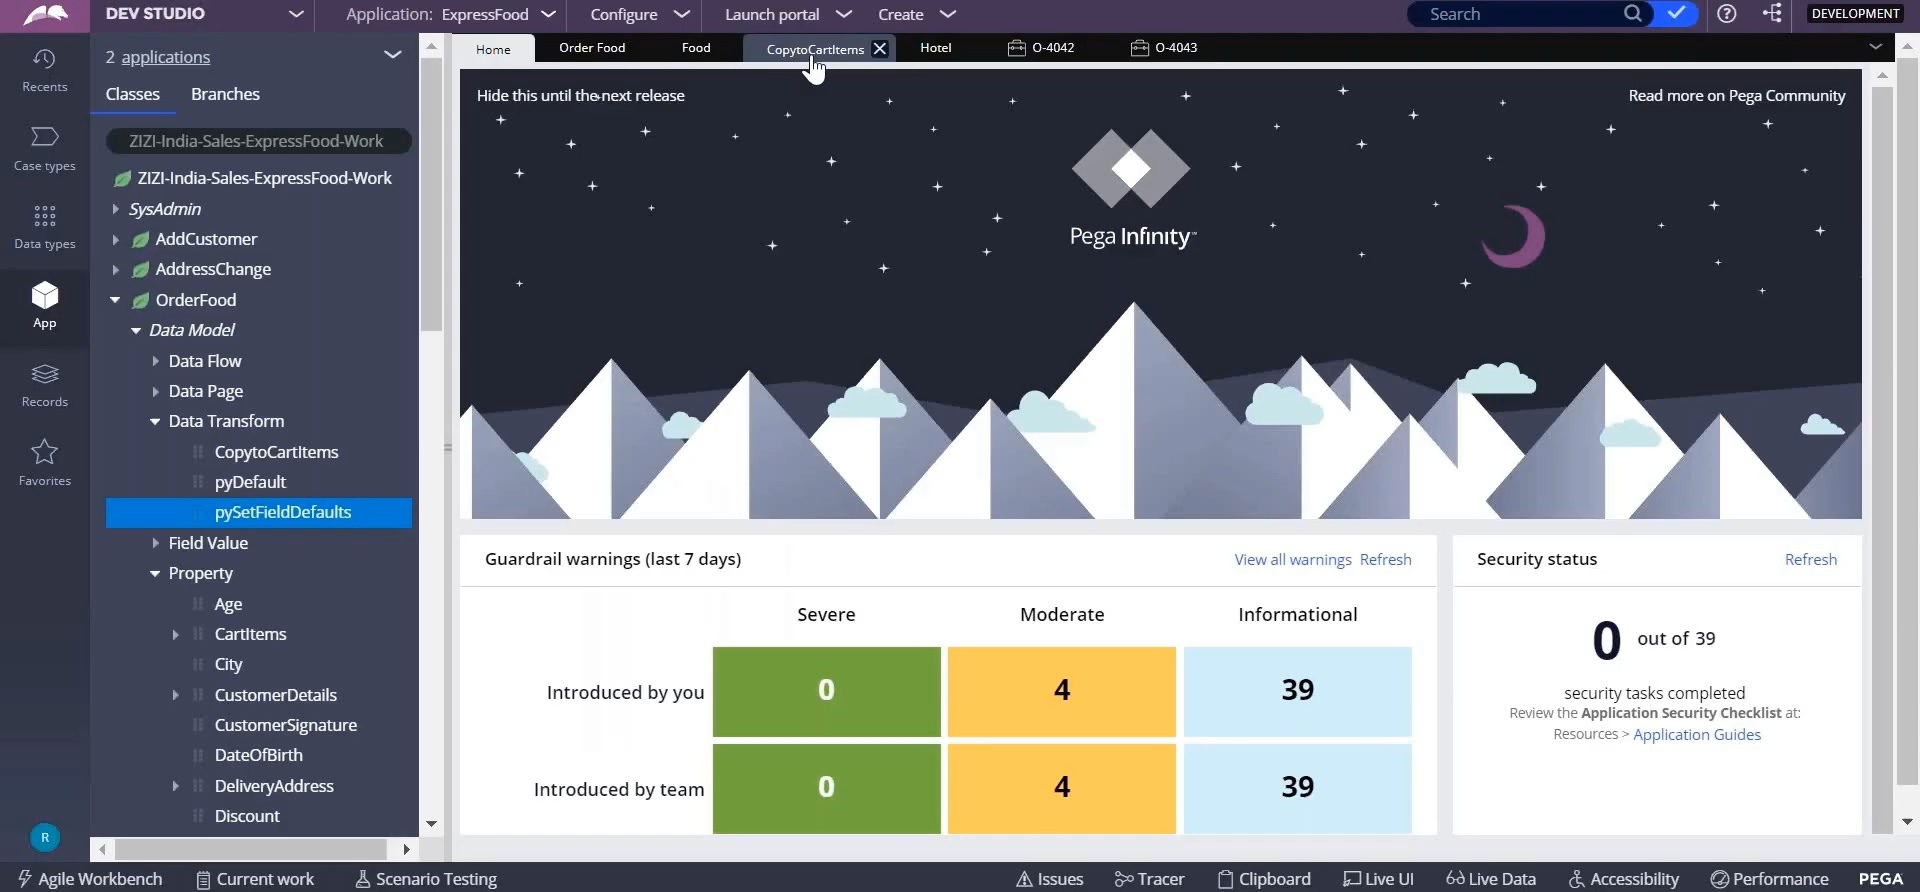 DEV STUDIO
Application: ExpressFood
Configure
Launch portal
Create
Search
DEVELOPMENT
Recents
Case types
Data types
App
Records
Favorites
R
2 applications
Classes
Branches
ZIZI-India-Sales-ExpressFood-Work
ZIZI-India-Sales-ExpressFood-Work
SysAdmin
AddCustomer
AddressChange
OrderFood
Data Model
Data Flow
Data Page
Data Transform
CopytoCartItems
pyDefault
pySetFieldDefaults
Field Value
Property
Age
CartItems
City
CustomerDetails
CustomerSignature
DateOfBirth
DeliveryAddress
Discount
Home
Order Food
Food
CopytoCartItems
Hotel
O-4042
O-4043
Hide this until the next release
Read more on Pega Community
Pega Infinity™
Guardrail warnings (last 7 days)
View all warnings Refresh
Severe Moderate Informational
Introduced by you 0 4 39
Introduced by team 0 4 39
Security status
Refresh
0 out of 39
security tasks completed
Review the Application Security Checklist at:
Resources > Application Guides
Agile Workbench
Current work
Scenario Testing
Issues
Tracer
Clipboard
Live UI
Live Data
Accessibility
Performance
PEGA